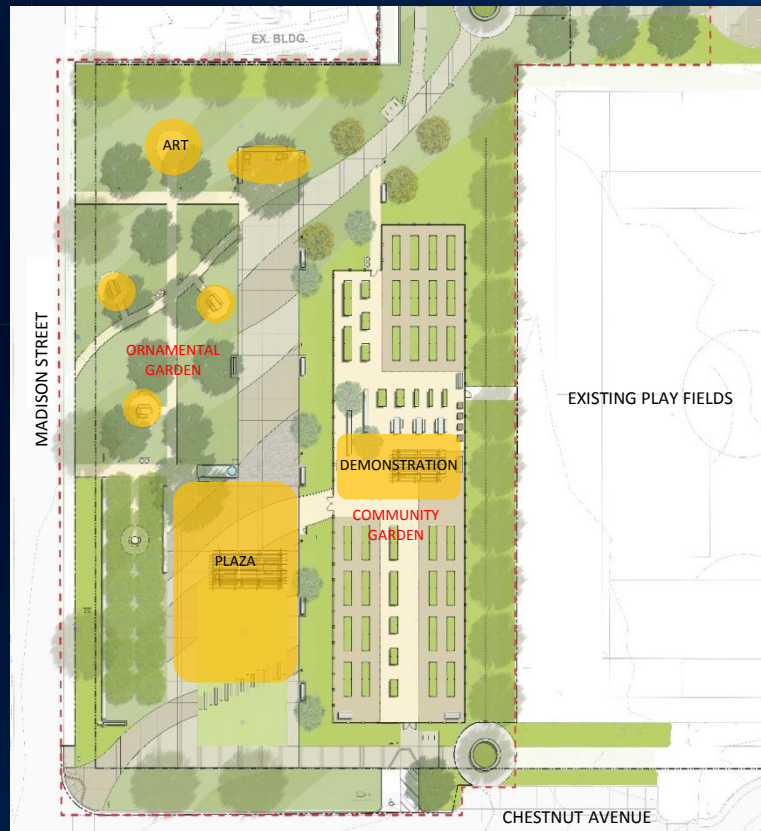 EX. BLDG.
ART
MADISON STREET
ORNAMENTAL
GARDEN
EXISTING PLAY FIELDS
DEMONSTRATION
COMMUNITY
GARDEN
PLAZA
CHESTNUT AVENUE